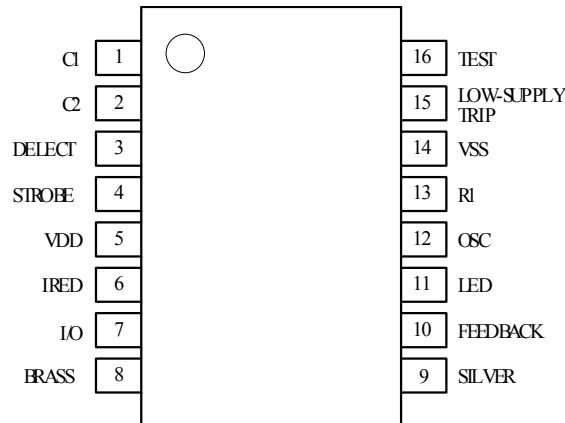 C1 1 16 TEST
C2 2 15 LOW-SUPPLY
TRIP
DELECT 3 14 VSS
STROBE 4 13 R1
VDD 5 12 OSC
IRED 6 11 LED
I/O 7 10 FEEDBACK
BRASS 8 9 SILVER